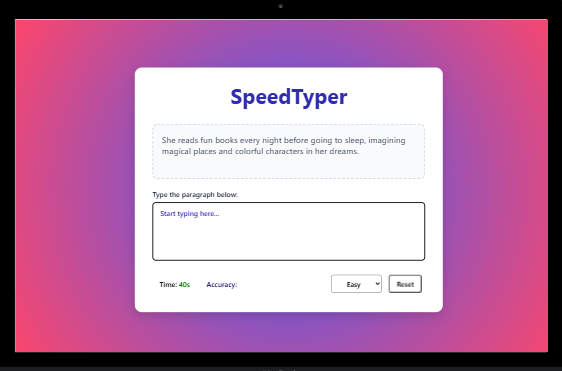 SpeedTyper
She reads fun books every night before going to sleep, imagining
magical places and colorful characters in her dreams.
Type the paragraph below:
Start typing here...
Time: 40s Accuracy: Easy Reset